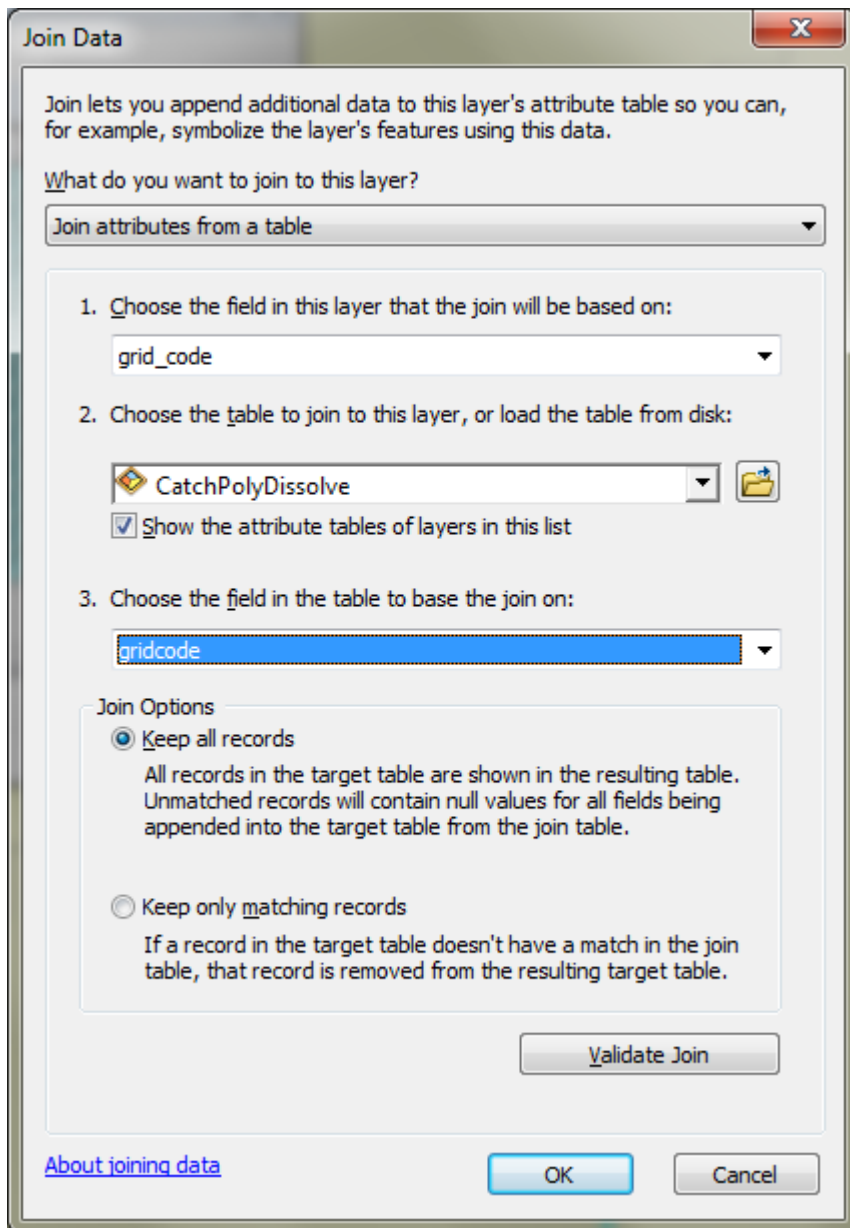 Join Data
Join lets you append additional data to this layer's attribute table so you can,
for example, symbolize the layer's features using this data.
What do you want to join to this layer?
Join attributes from a table
1. Choose the field in this layer that the join will be based on:
grid_code
2. Choose the table to join to this layer, or load the table from disk:
CatchPolyDissolve
Show the attribute tables of layers in this list
3. Choose the field in the table to base the join on:
gridcode
Join Options
Keep all records
All records in the target table are shown in the resulting table.
Unmatched records will contain null values for all fields being
appended into the target table from the join table.
Keep only matching records
If a record in the target table doesn't have a match in the join
table, that record is removed from the resulting target table.
Validate Join
About joining data
OK
Cancel